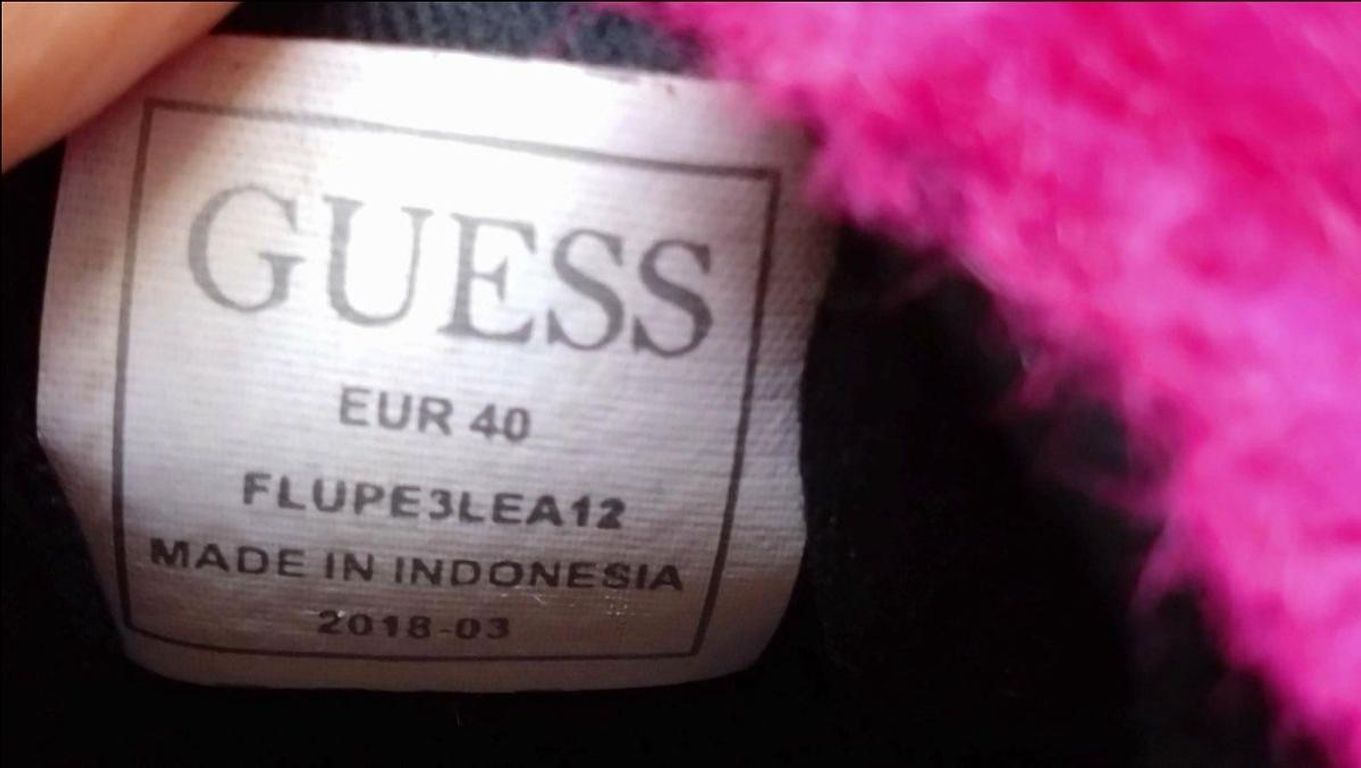 GUESS
EUR 40
FLUPE3LEA12
MADE IN INDONESIA
2018-03